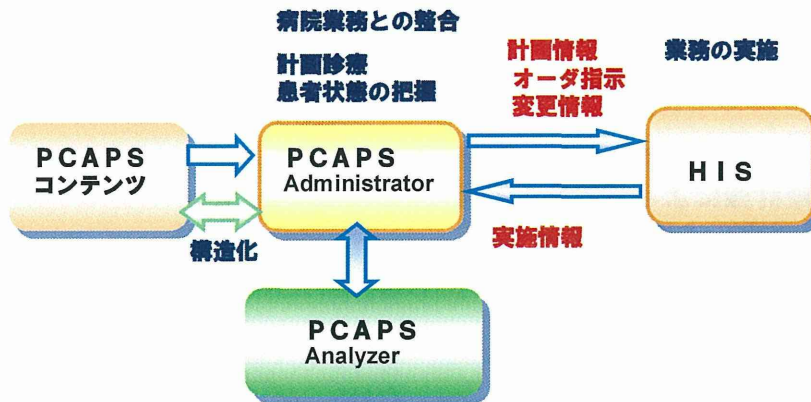 病院業務との整合
計画診療
患者状態の把握
計画情報
オーダ指示
変更情報
業務の実施
PCAPS
コンテンツ
PCAPS
Administrator
HIS
構造化
実施情報
PCAPS
Analyzer